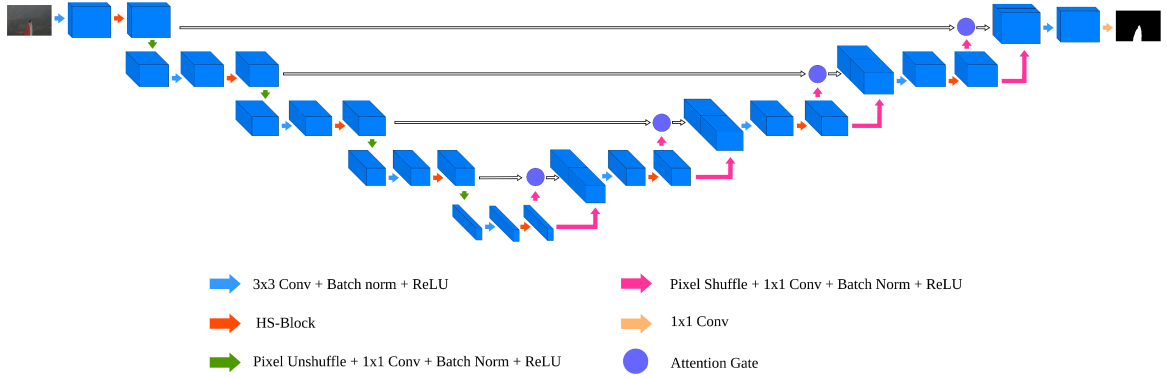 3x3 Conv + Batch norm + ReLU
HS-Block
Pixel Unshuffle + 1x1 Conv + Batch Norm + ReLU
Pixel Shuffle + 1x1 Conv + Batch Norm + ReLU
1x1 Conv
Attention Gate